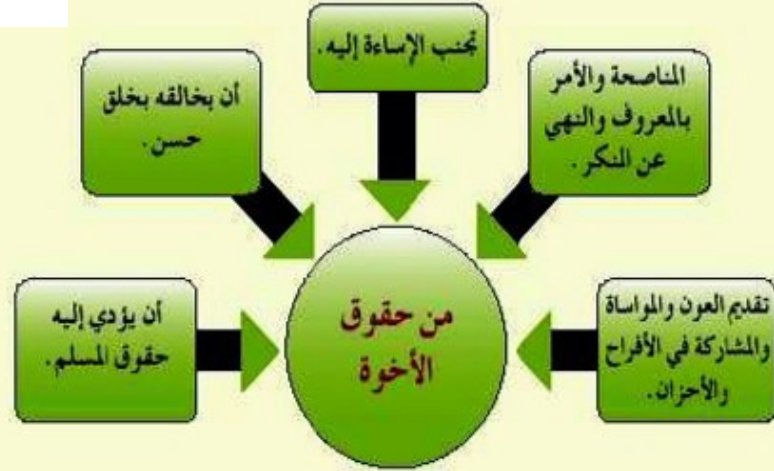 تجنب الإساءة إليه.
المناصحة والأمر
بالمعروف والنهي
عن المنكر.
أن بخالقه بخلق
حسن.
تقديم العون والمواساة
والمشاركة في الأفراح
والأحزان.
من حقوق
الأخوة
أن يؤدي إليه
حقوق المسلم.